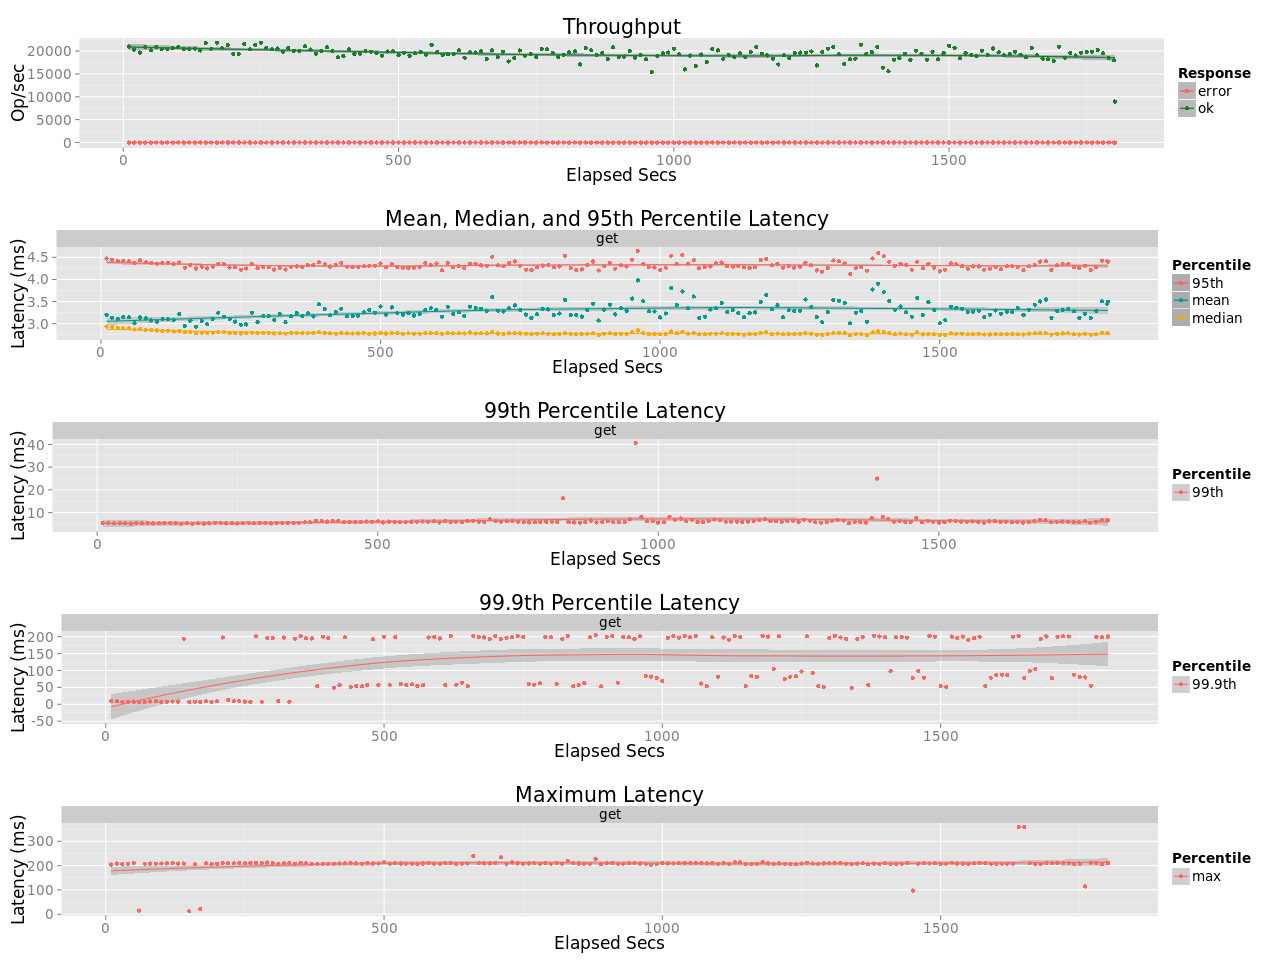 Throughput
Op/sec
20000
15000
10000
5000
0
0 500 1000 1500
Elapsed Secs
Response
error
ok
Mean, Median, and 95th Percentile Latency
get
Latency (ms)
4.5
4.0
3.5
3.0
0 500 1000 1500
Elapsed Secs
Percentile
95th
mean
median
99th Percentile Latency
get
Latency (ms)
40
30
20
10
0 500 1000 1500
Elapsed Secs
Percentile
99th
99.9th Percentile Latency
get
Latency (ms)
200
150
100
50
0
-50
0 500 1000 1500
Elapsed Secs
Percentile
99.9th
Maximum Latency
get
Latency (ms)
300
200
100
0
0 500 1000 1500
Elapsed Secs
Percentile
max